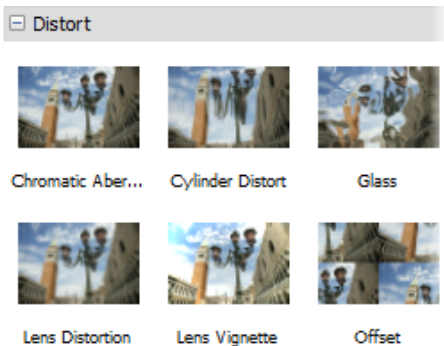 Distort
Chromatic Aber...
Cylinder Distort
Glass
Lens Distortion
Lens Vignette
Offset